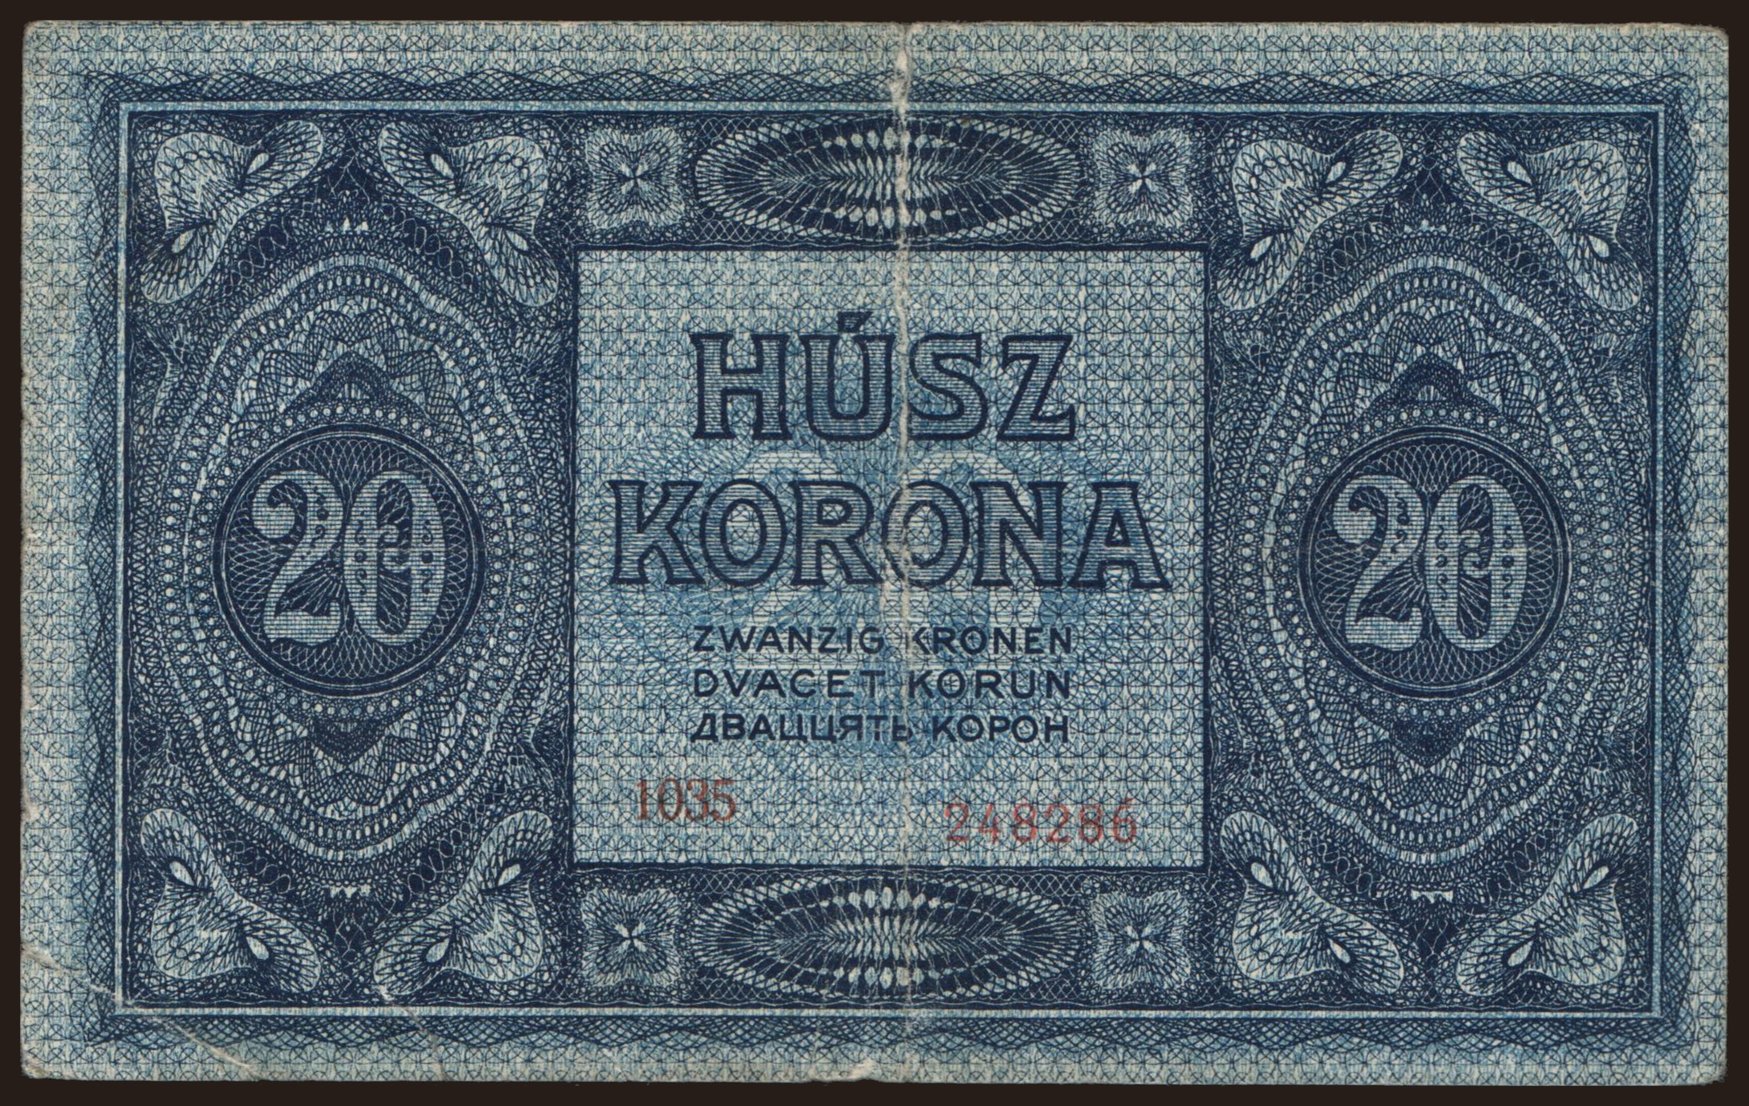 HÚSZ
KORONA
20 20
ZWANZIG KRONEN
DVACET KORUN
ДВАЦЦЯТЬ КОРОН
1035 248286